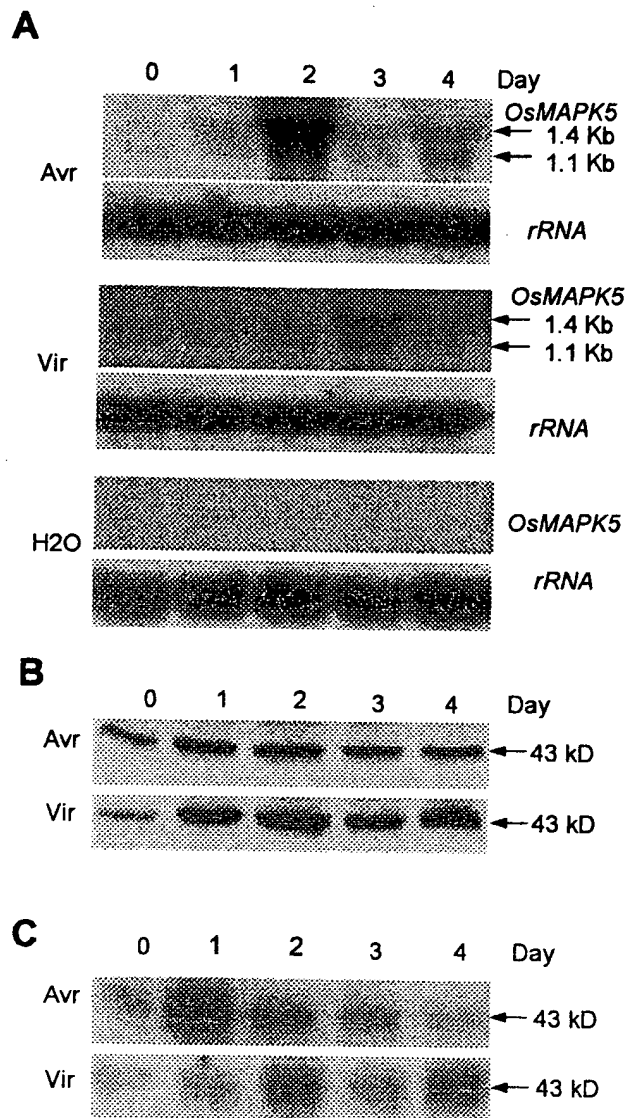 A
0 1 2 3 4 Day
OsMAPK5
1.4 Kb
1.1 Kb
Avr
rRNA
OsMAPK5
1.4 Kb
1.1 Kb
Vir
rRNA
OsMAPK5
H2O
rRNA
B
0 1 2 3 4 Day
Avr 43 kD
Vir 43 kD
C
0 1 2 3 4 Day
Avr 43 kD
Vir 43 kD